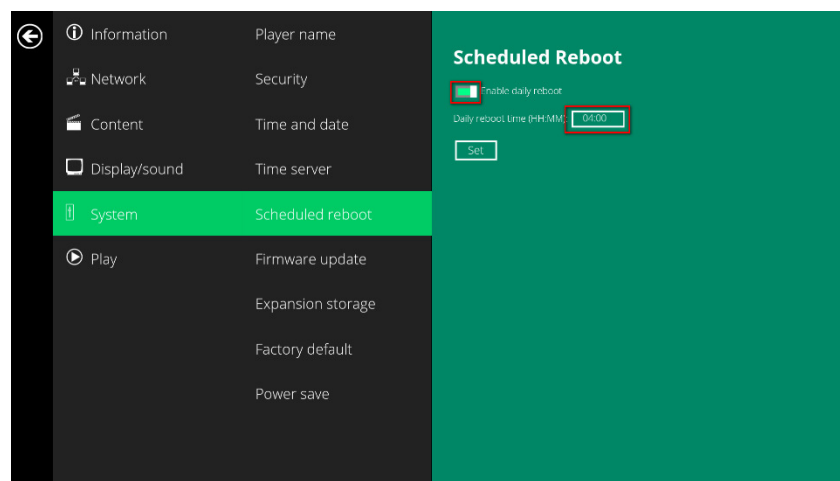 Information
Network
Content
Display/sound
System
Play
Player name
Security
Time and date
Time server
Scheduled reboot
Firmware update
Expansion storage
Factory default
Power save
Scheduled Reboot
Enable daily reboot
Daily reboot time (HH:MM): 04:00
Set